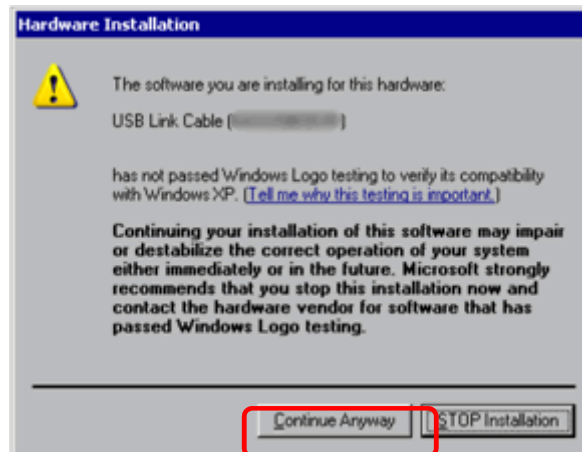 Hardware Installation
The software you are installing for this hardware:
USB Link Cable ( )
has not passed Windows Logo testing to verify its compatibility
with Windows XP. (Tell me why this testing is important.)
Continuing your installation of this software may impair
or destabilize the correct operation of your system
either immediately or in the future. Microsoft strongly
recommends that you stop this installation now and
contact the hardware vendor for software that has
passed Windows Logo testing.
Continue Anyway STOP Installation